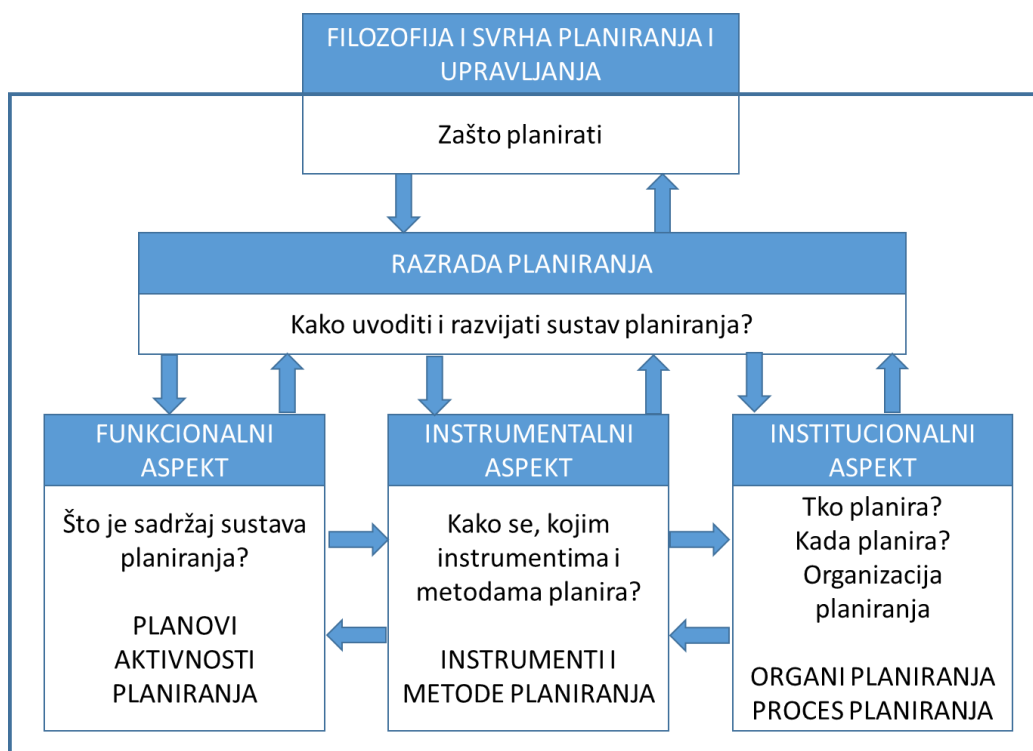 FILOZOFIJA I SVRHA PLANIRANJA I
UPRAVLJANJA
Zašto planirati
RAZRADA PLANIRANJA
Kako uvoditi i razvijati sustav planiranja?
FUNKCIONALNI
ASPEKT
Što je sadržaj sustava
planiranja?
PLANOVI
AKTIVNOSTI
PLANIRANJA
INSTRUMENTALNI
ASPEKT
Kako se, kojim
instrumentima i
metodama planira?
INSTRUMENTI I
METODE PLANIRANJA
INSTITUCIONALNI
ASPEKT
Tko planira?
Kada planira?
Organizacija
planiranja
ORGANI PLANIRANJA
PROCES PLANIRANJA